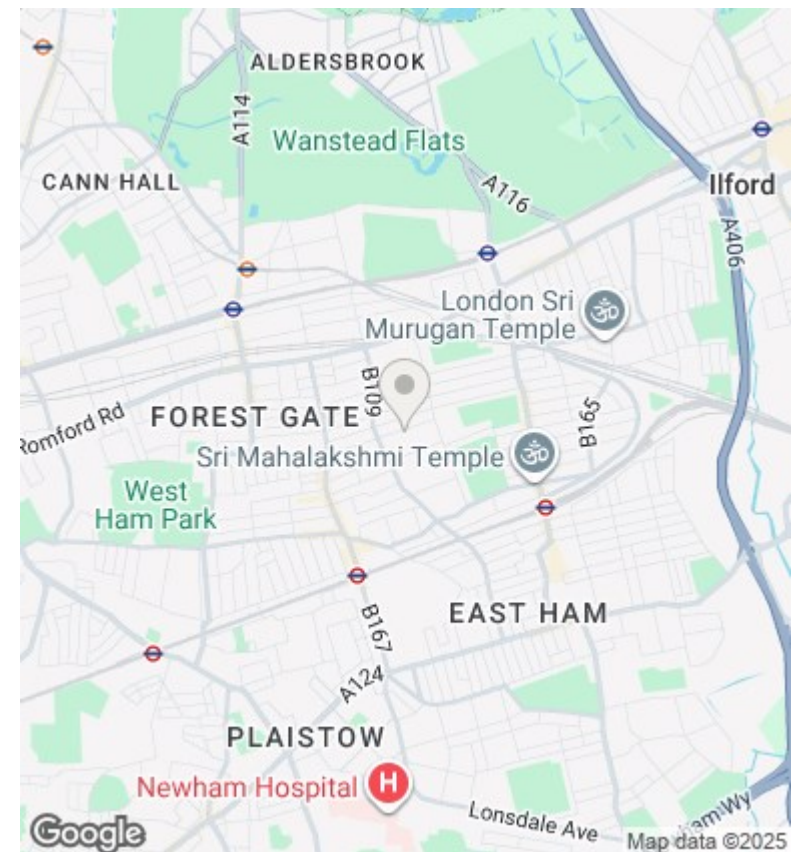 ALDERSBROOK
A114
Wanstead Flats
CANN HALL
A116
Ilford
A406
London Sri
Murugan Temple
B109
B165
Romford Rd
FOREST GATE
Sri Mahalakshmi Temple
West
Ham Park
EAST HAM
B167
A124
PLAISTOW
Newham Hospital
H
Lonsdale Ave
Google
Map data ©2025